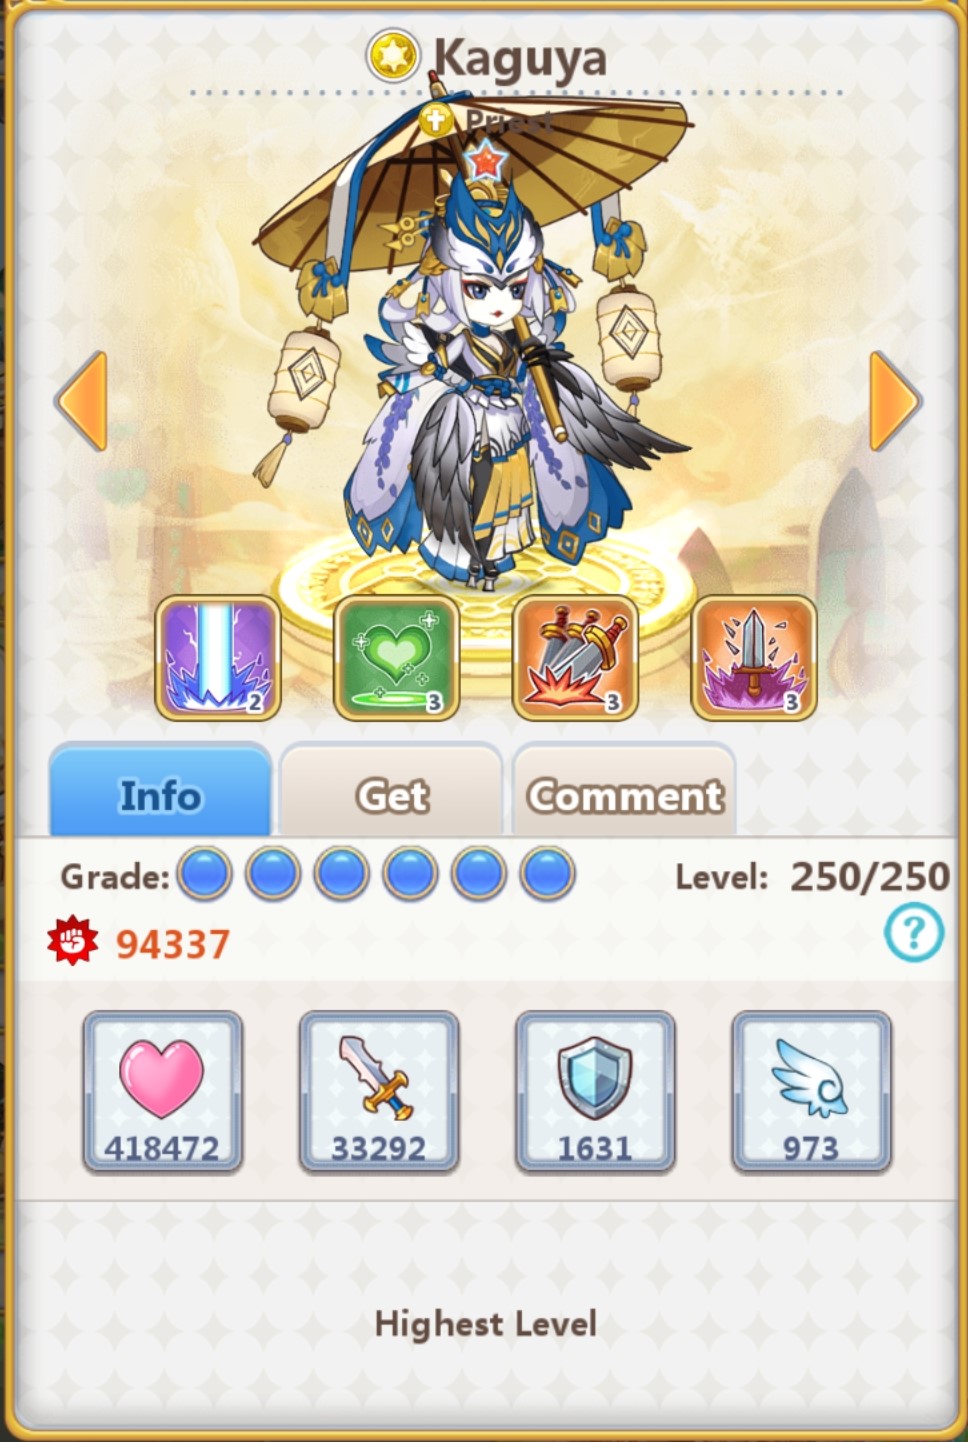 Kaguya
Priest
2 3 3 3
Info Get Comment
Grade: Level: 250/250
94337
?
418472 33292 1631 973
Highest Level